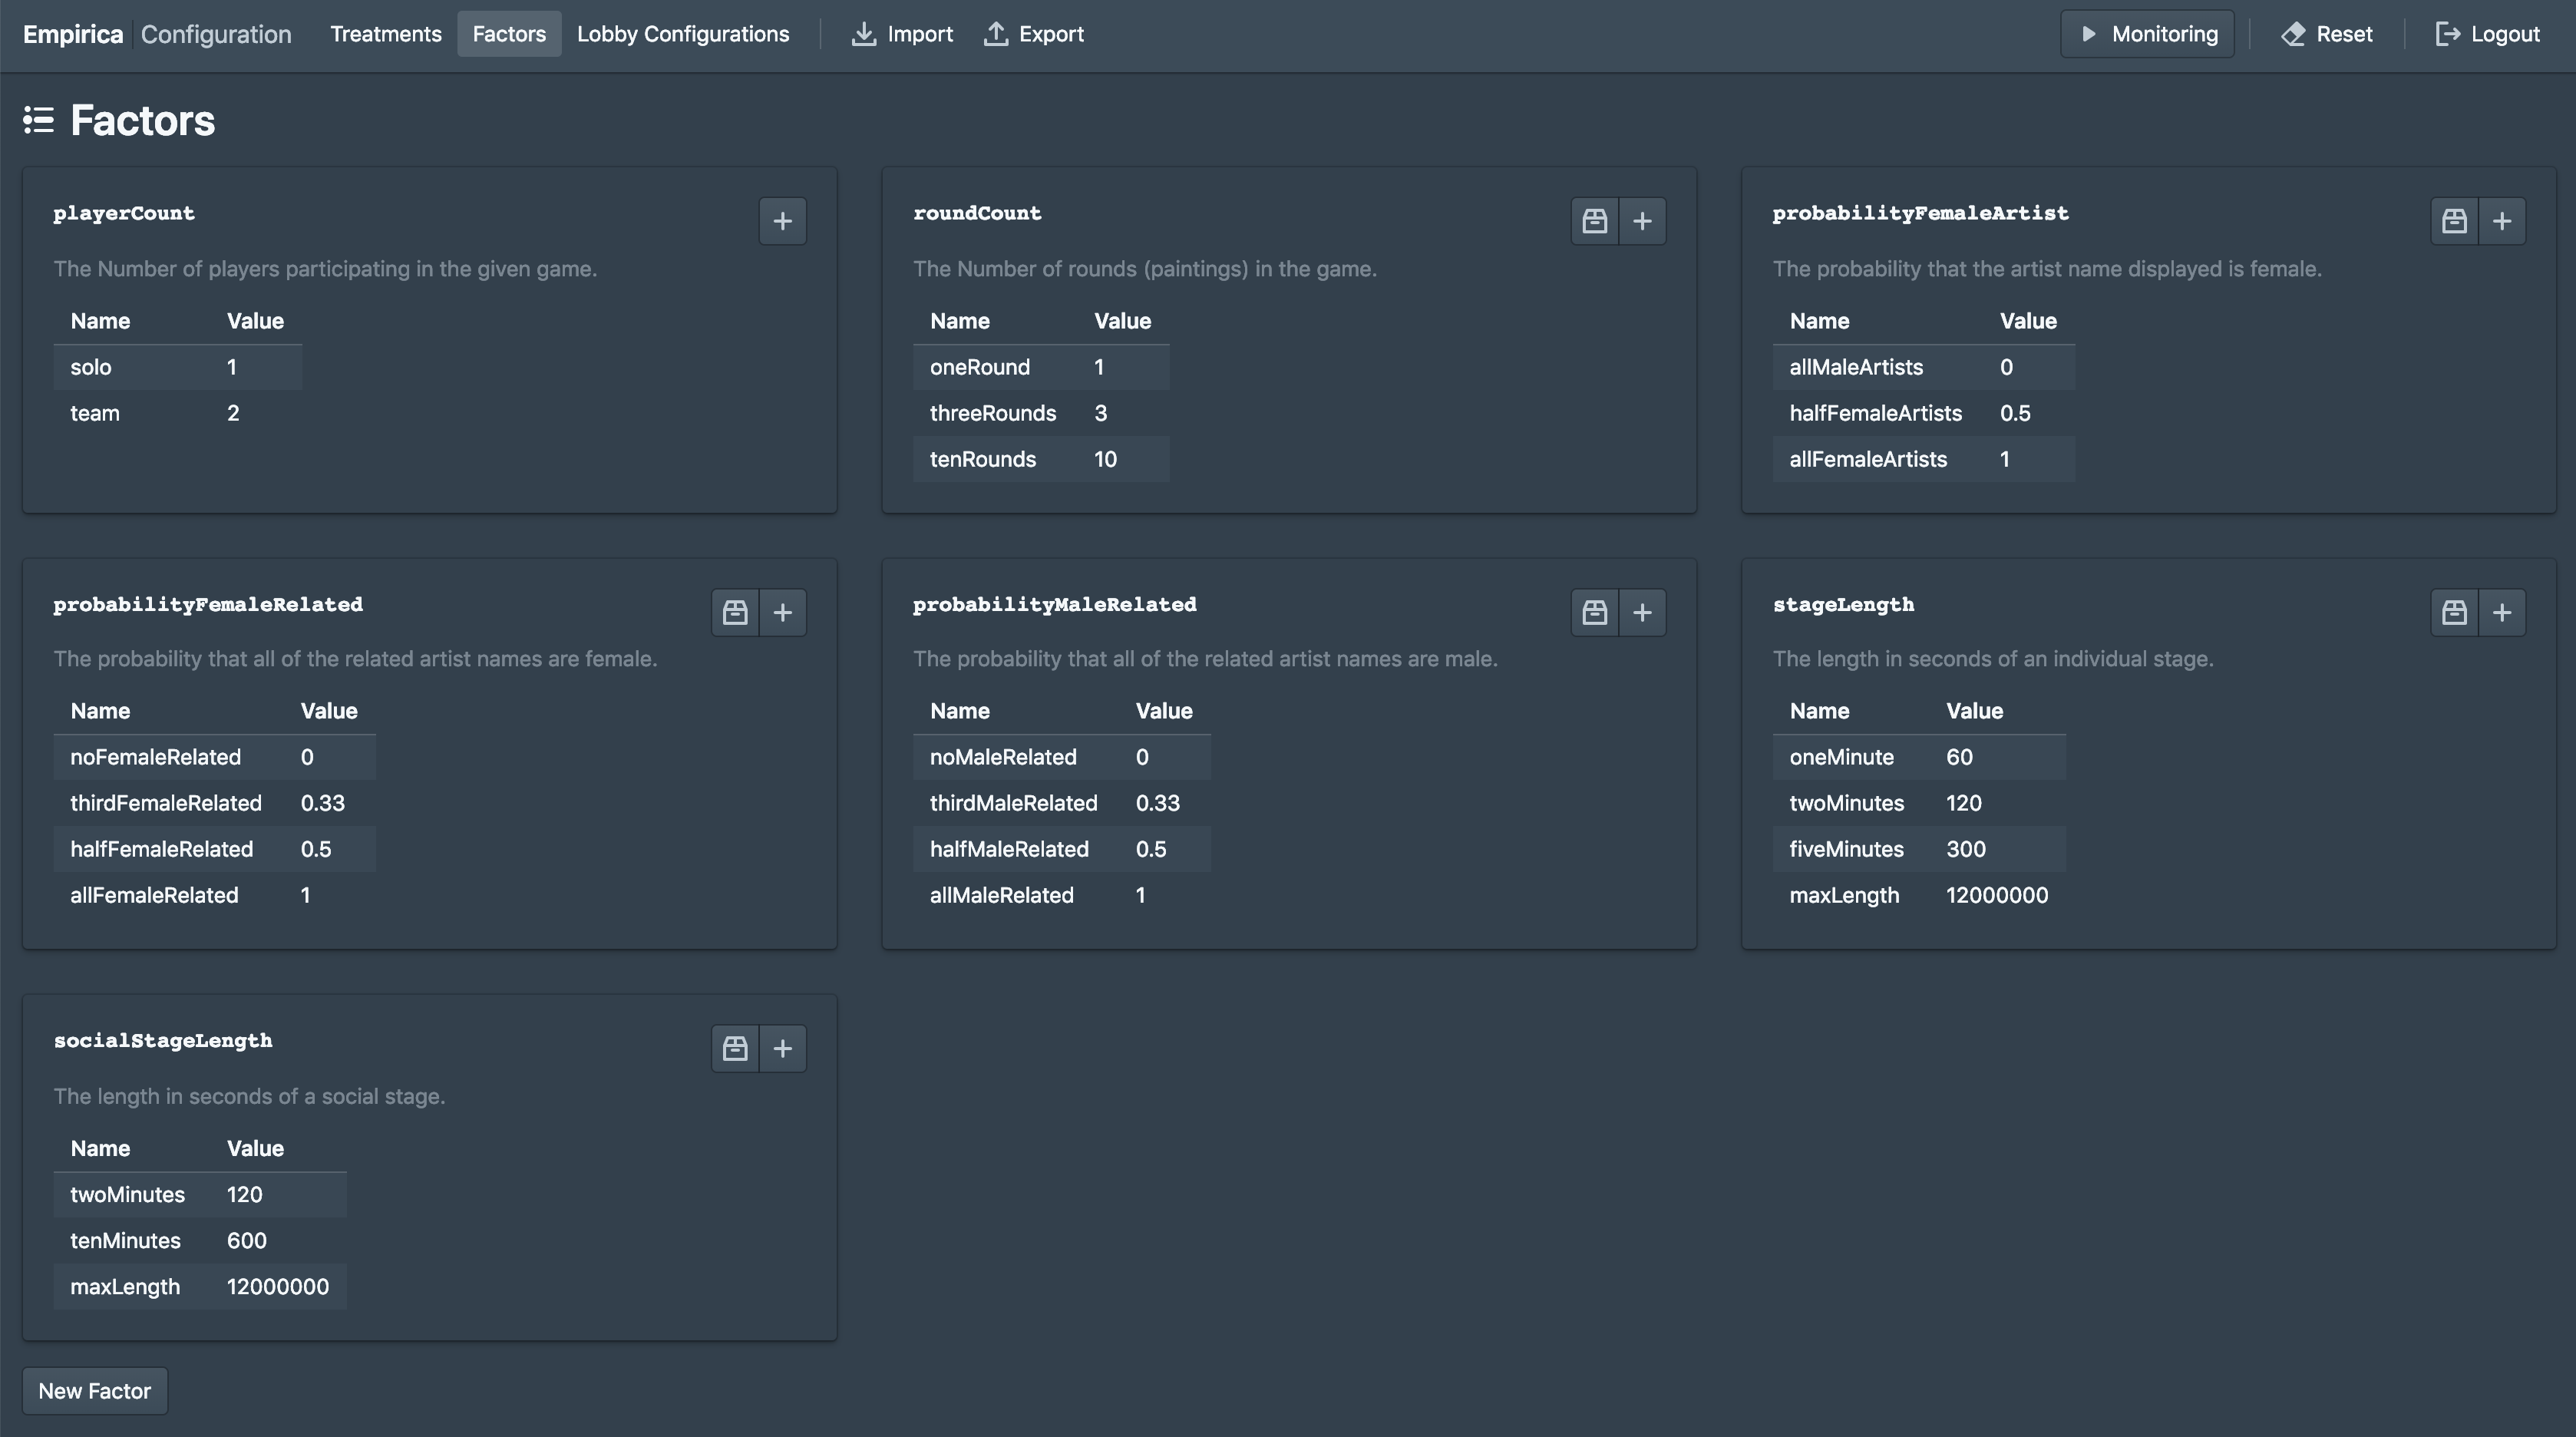 Empirica Configuration Treatments Factors Lobby Configurations Import Export Monitoring Reset Logout
Factors
playerCount
The Number of players participating in the given game.
Name Value
solo 1
team 2
roundCount
The Number of rounds (paintings) in the game.
Name Value
oneRound 1
threeRounds 3
tenRounds 10
probabilityFemaleArtist
The probability that the artist name displayed is female.
Name Value
allMaleArtists 0
halfFemaleArtists 0.5
allFemaleArtists 1
probabilityFemaleRelated
The probability that all of the related artist names are female.
Name Value
noFemaleRelated 0
thirdFemaleRelated 0.33
halfFemaleRelated 0.5
allFemaleRelated 1
probabilityMaleRelated
The probability that all of the related artist names are male.
Name Value
noMaleRelated 0
thirdMaleRelated 0.33
halfMaleRelated 0.5
allMaleRelated 1
stageLength
The length in seconds of an individual stage.
Name Value
oneMinute 60
twoMinutes 120
fiveMinutes 300
maxLength 12000000
socialStageLength
The length in seconds of a social stage.
Name Value
twoMinutes 120
tenMinutes 600
maxLength 12000000
New Factor